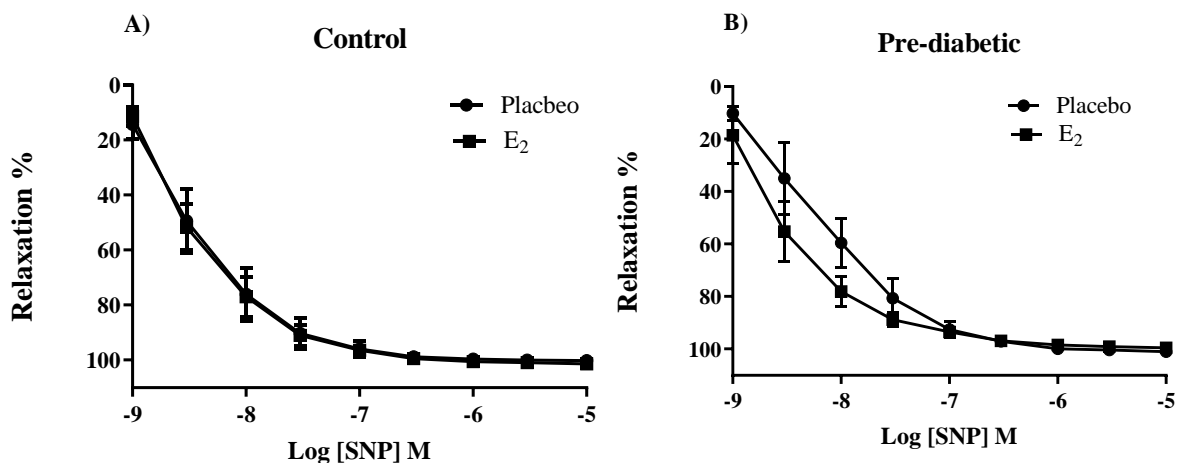 A)
Control
Placbeo
E₂
Relaxation %
0
20
40
60
80
100
-9
-8
-7
-6
-5
Log [SNP] M
B)
Pre-diabetic
Placebo
E₂
Relaxation %
0
20
40
60
80
100
-9
-8
-7
-6
-5
Log [SNP] M